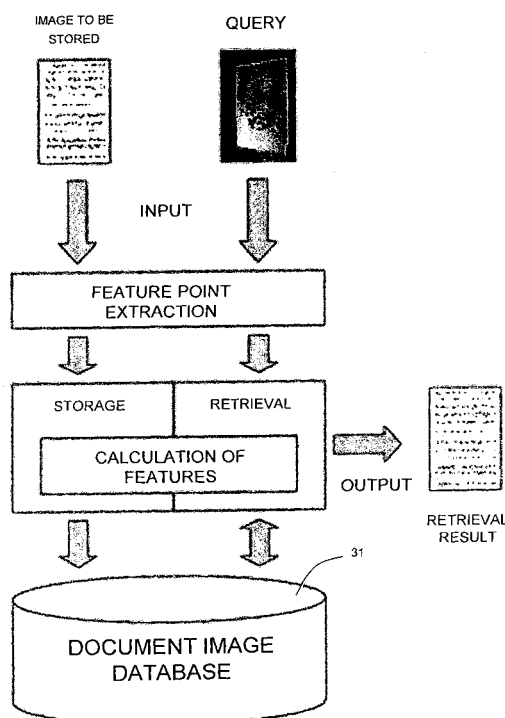 IMAGE TO BE
STORED
QUERY
INPUT
FEATURE POINT
EXTRACTION
STORAGE
RETRIEVAL
CALCULATION OF
FEATURES
OUTPUT
RETRIEVAL
RESULT
31
DOCUMENT IMAGE
DATABASE